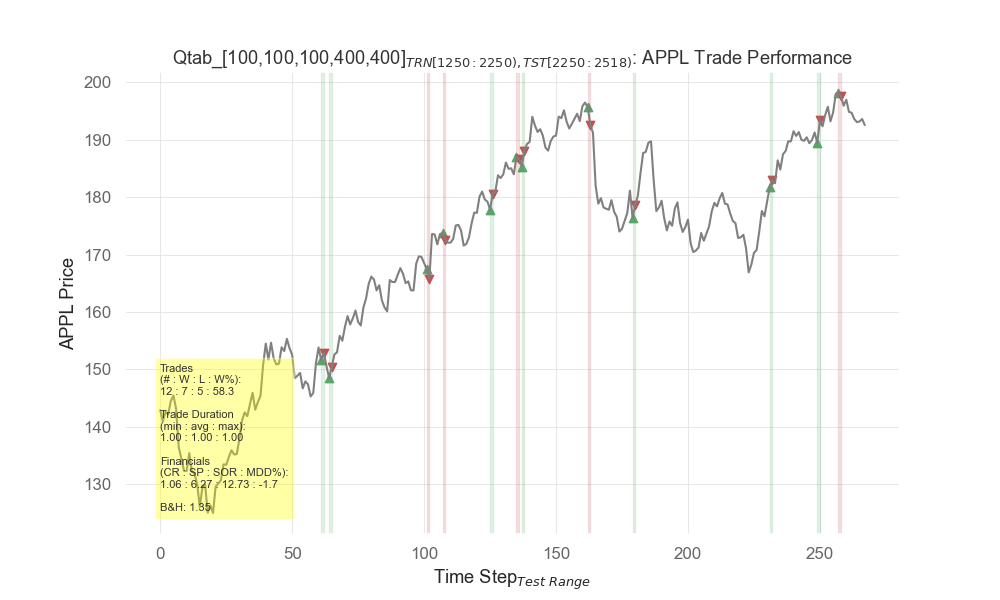 Qtab_[100,100,100,400,400]TRN[1250:2250),TST[2250:2518): APPL Trade Performance
200
190
180
170
160
150
140
130
APPL Price
Trades
(# : W : L : W%):
12 : 7 : 5 : 58.3
Trade Duration
(min : avg : max):
1.00 : 1.00 : 1.00
Financials
(CR : SP : SOR : MDD%):
1.06 : 6.27 : 12.73 : -1.7
B&H: 1.35
0 50 100 150 200 250
Time StepTest Range